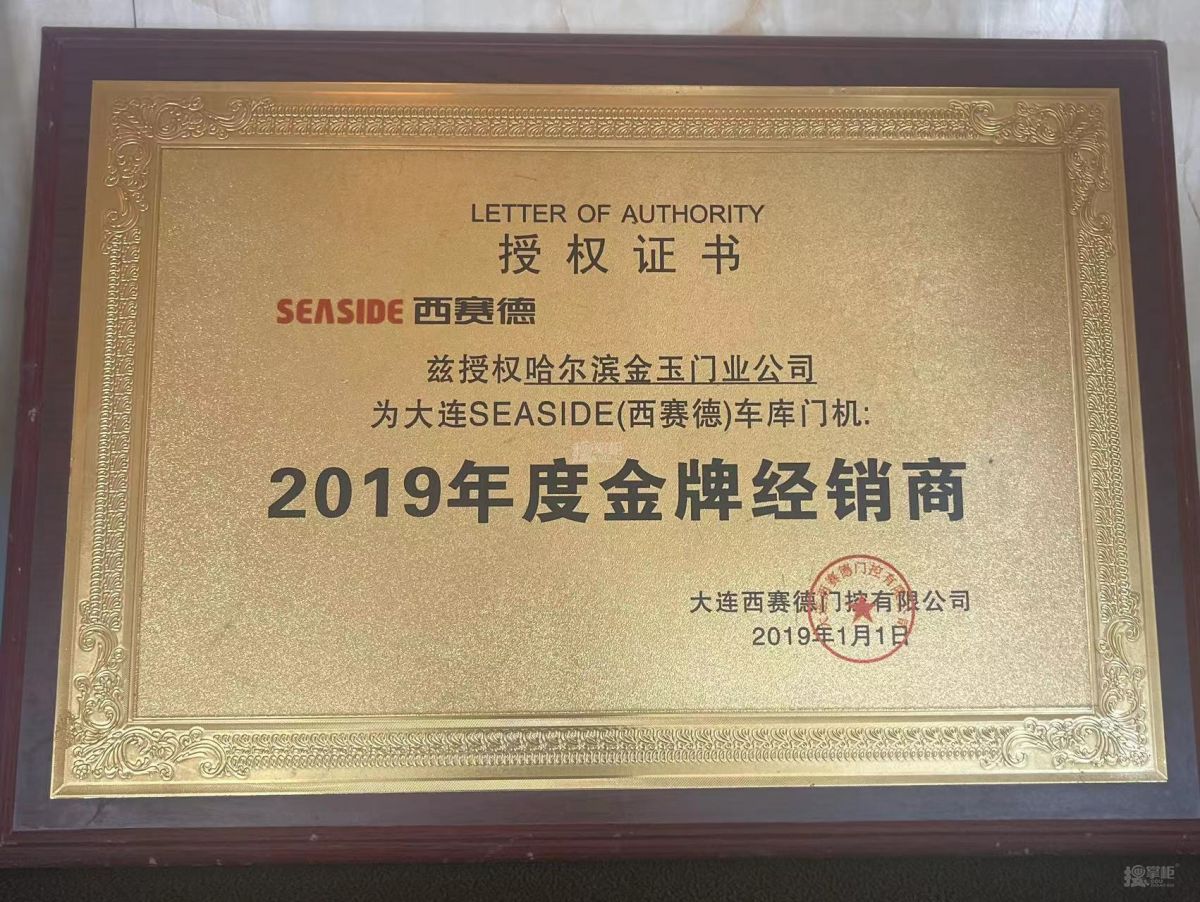 LETTER OF AUTHORITY
授权证书
SEASIDE 西赛德
兹授权哈尔滨金玉门业公司
为大连SEASIDE(西赛德)车库门机:
2019年度金牌经销商
大连西赛德门控有限公司
2019年1月1日
掌柜